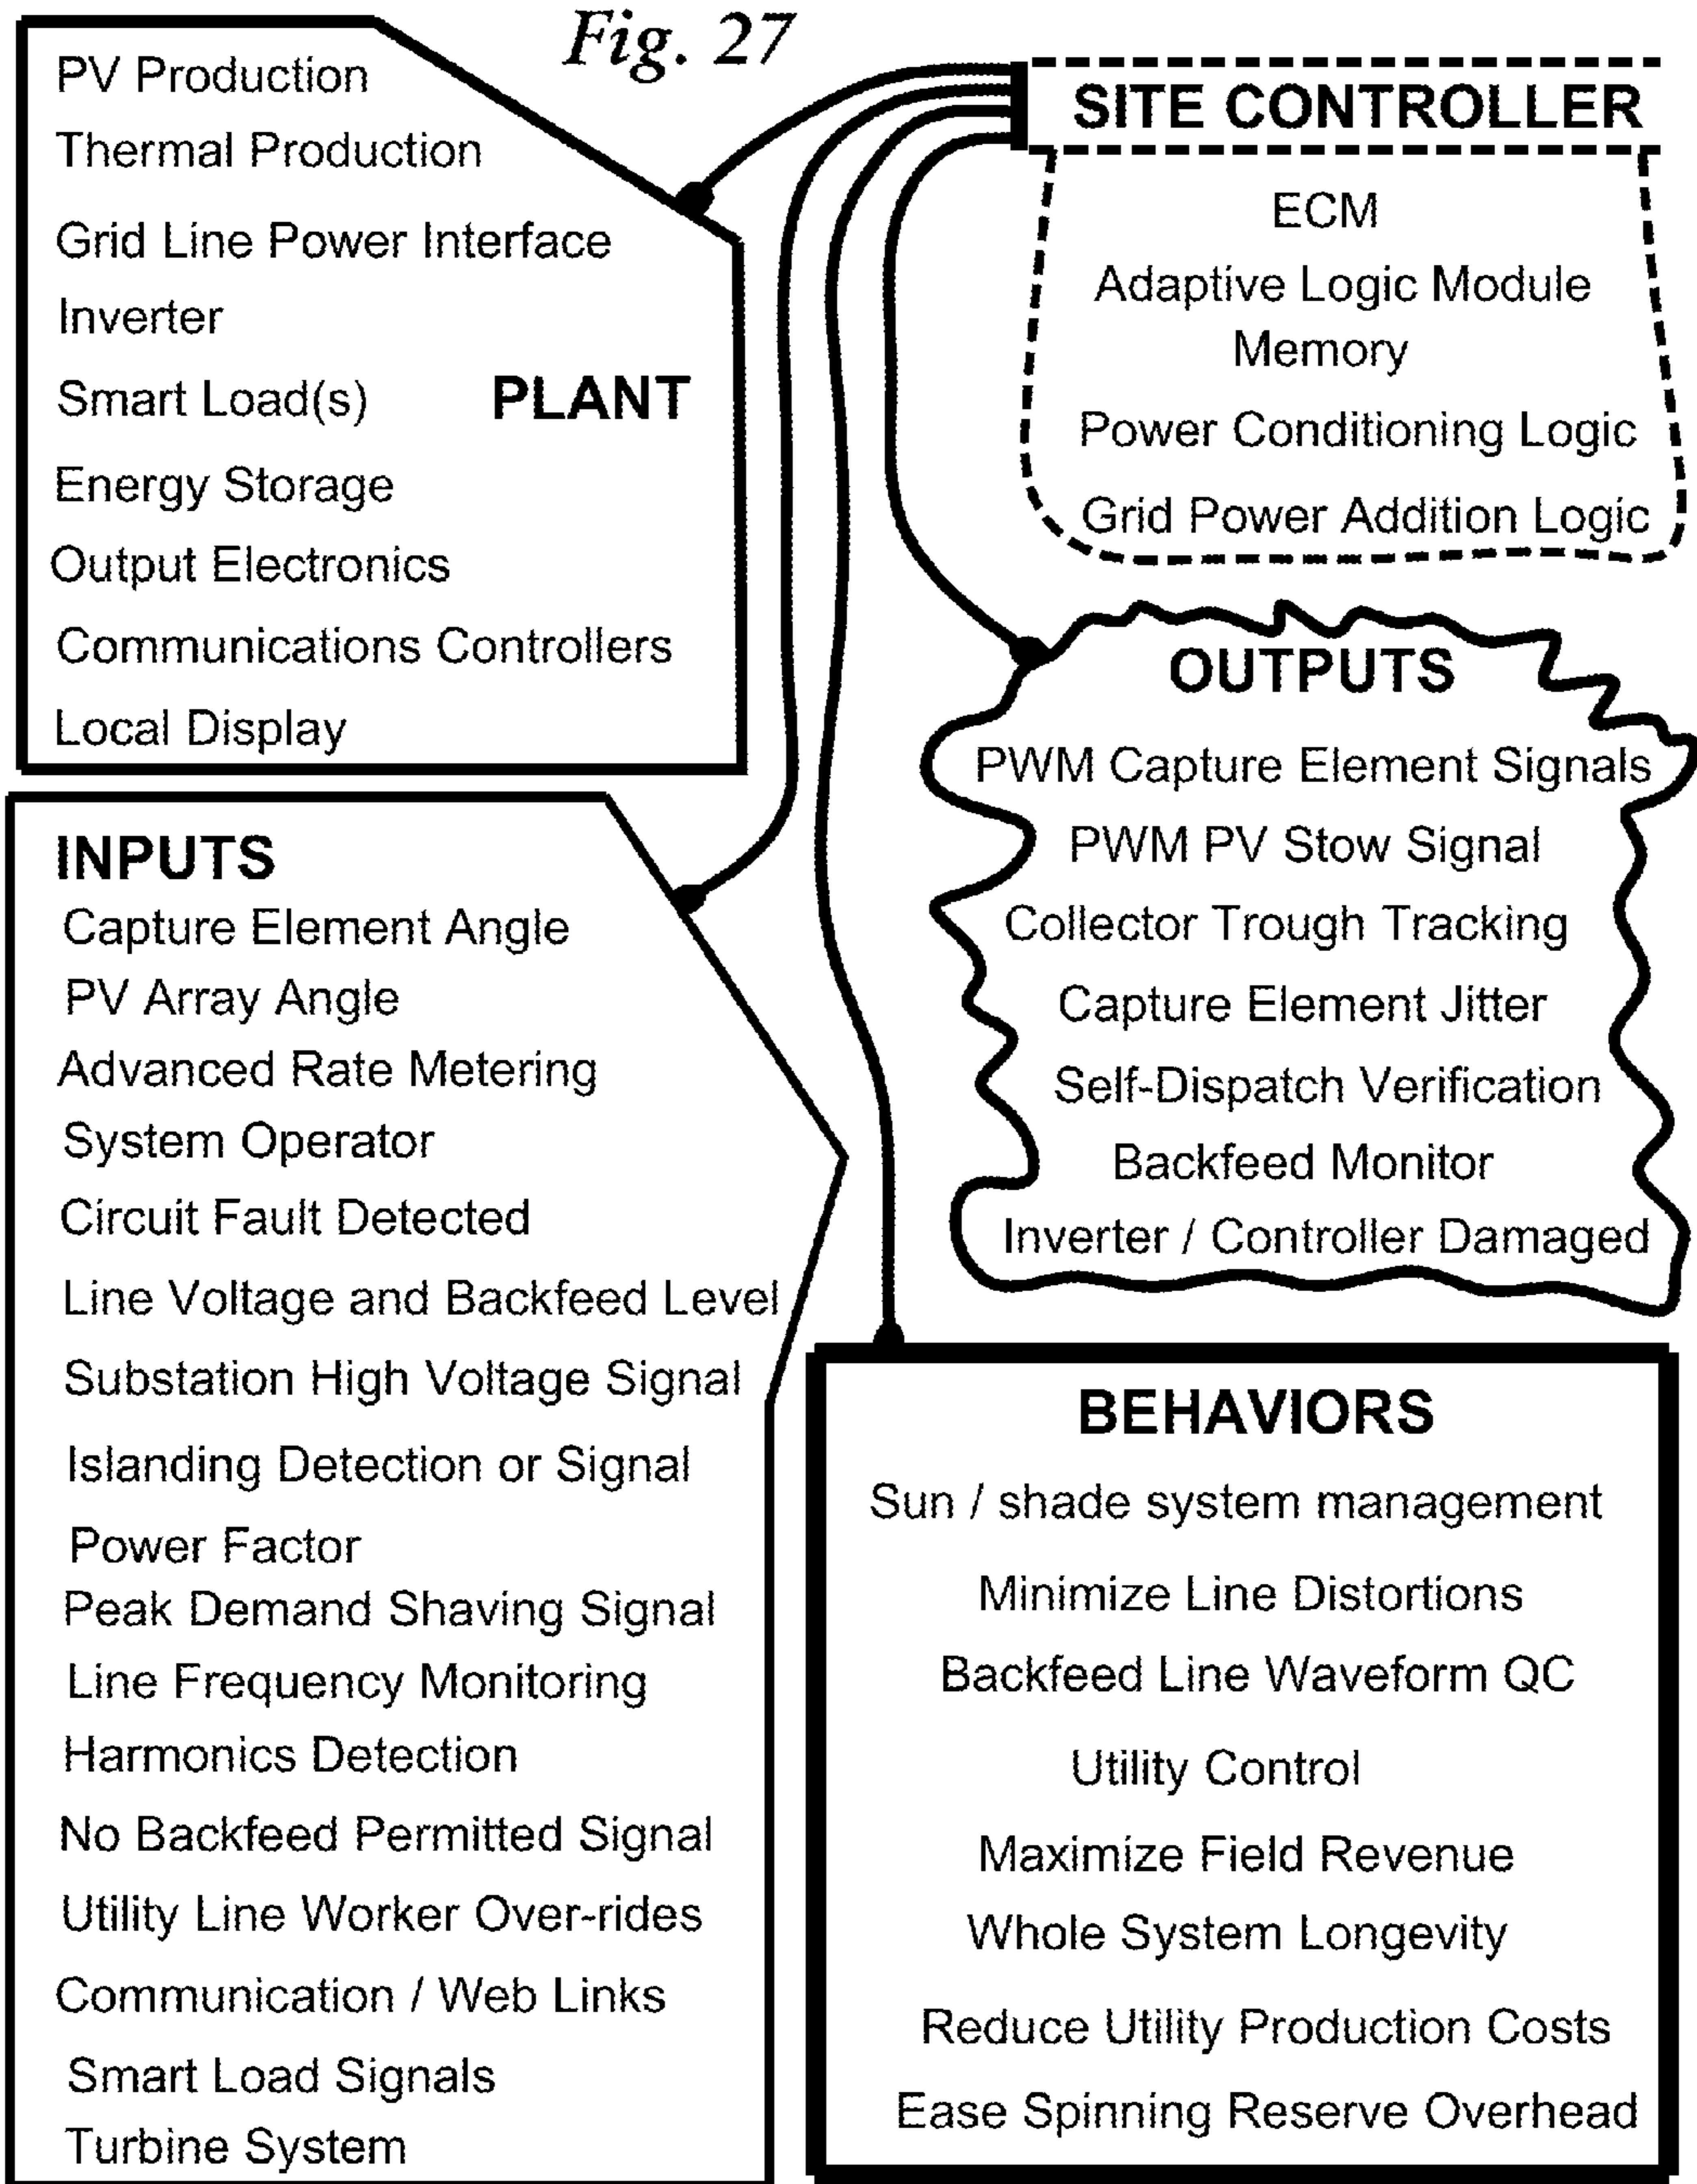 Fig. 27
PV Production
Thermal Production
Grid Line Power Interface
Inverter
Smart Load(s)
PLANT
Energy Storage
Output Electronics
Communications Controllers
Local Display
SITE CONTROLLER
ECM
Adaptive Logic Module
Memory
Power Conditioning Logic
Grid Power Addition Logic
INPUTS
Capture Element Angle
PV Array Angle
Advanced Rate Metering
System Operator
Circuit Fault Detected
Line Voltage and Backfeed Level
Substation High Voltage Signal
Islanding Detection or Signal
Power Factor
Peak Demand Shaving Signal
Line Frequency Monitoring
Harmonics Detection
No Backfeed Permitted Signal
Utility Line Worker Over-rides
Communication / Web Links
Smart Load Signals
Turbine System
OUTPUTS
PWM Capture Element Signals
PWM PV Stow Signal
Collector Trough Tracking
Capture Element Jitter
Self-Dispatch Verification
Backfeed Monitor
Inverter / Controller Damaged
BEHAVIORS
Sun / shade system management
Minimize Line Distortions
Backfeed Line Waveform QC
Utility Control
Maximize Field Revenue
Whole System Longevity
Reduce Utility Production Costs
Ease Spinning Reserve Overhead